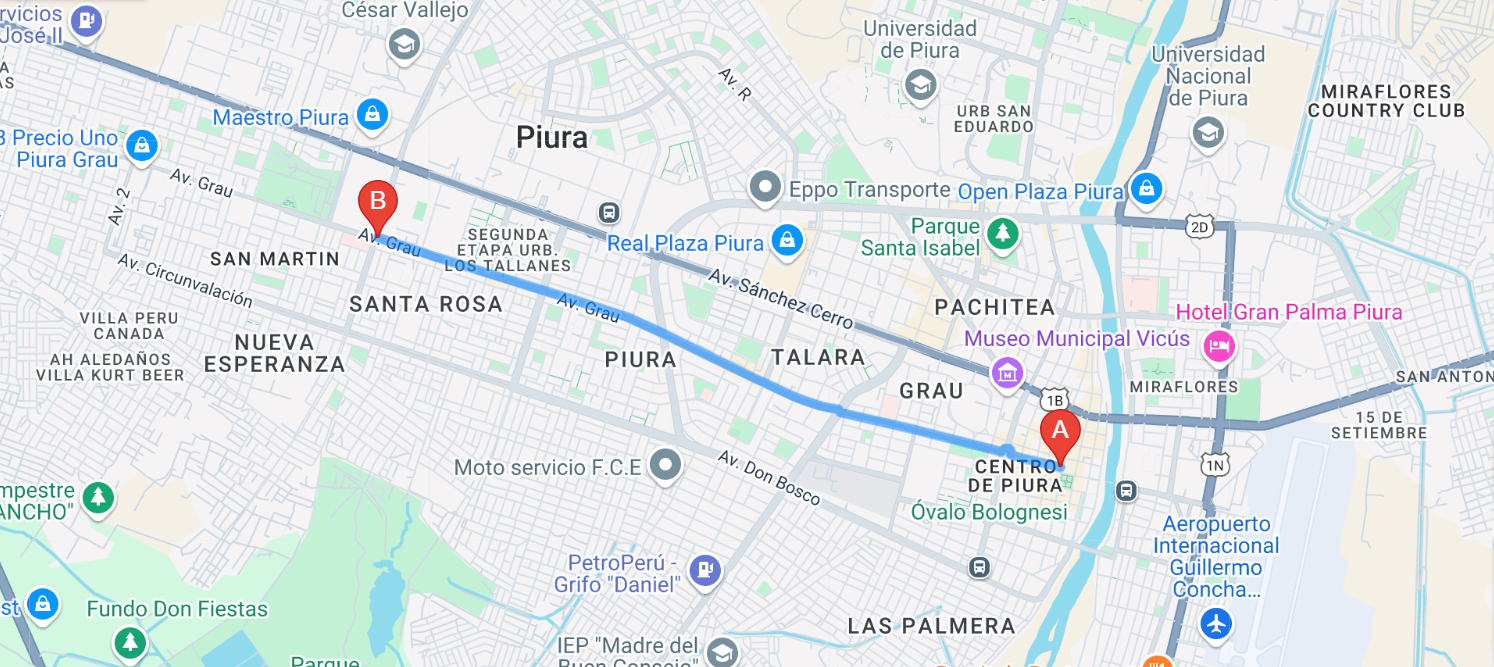 César Vallejo
rvicios
José II
Universidad
de Piura
Universidad
Nacional
de Piura
Av. R
A
AS
MIRAFLORES
COUNTRY CLUB
Maestro Piura
URB SAN
EDUARDO
Piura
3 Precio Uno
Piura Grau
Av. Grau
Av. 2
Eppo Transporte
Open Plaza Piura
B
Parque
Santa Isabel
2D
Av. Grau
SEGUNDA
ETAPA URB.
LOS TALLANES
Real Plaza Piura
SAN MARTIN
Av. Circunvalación
Av. Sánchez Cerro
SANTA ROSA
Av. Grau
PACHITEA
Hotel Gran Palma Piura
VILLA PERU
CANADA
Museo Municipal Vicús
NUEVA
ESPERANZA
AH ALEDAÑOS
VILLA KURT BEER
PIURA
TALARA
GRAU
MIRAFLORES
SAN ANTON
1B
15 DE
SETIEMBRE
A
Moto servicio F.C.E
Av. Don Bosco
CENTRO
DE PIURA
1N
mpestre
ANCHO"
Óvalo Bolognesi
Aeropuerto
Internacional
Guillermo
Concha...
PetroPerú -
Grifo "Daniel"
st
Fundo Don Fiestas
LAS PALMERA
IEP "Madre del
Buen Consejo"
Parque